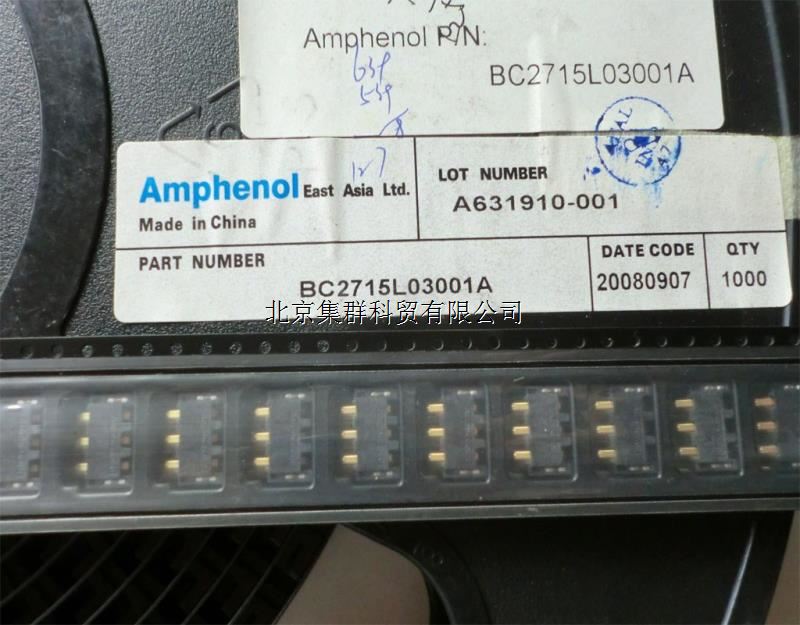 Amphenol P/N:
BC2715L03001A
Amphenol East Asia Ltd.
Made in China
LOT NUMBER
A631910-001
PART NUMBER
BC2715L03001A
DATE CODE
20080907
QTY
1000
北京集群科贸有限公司